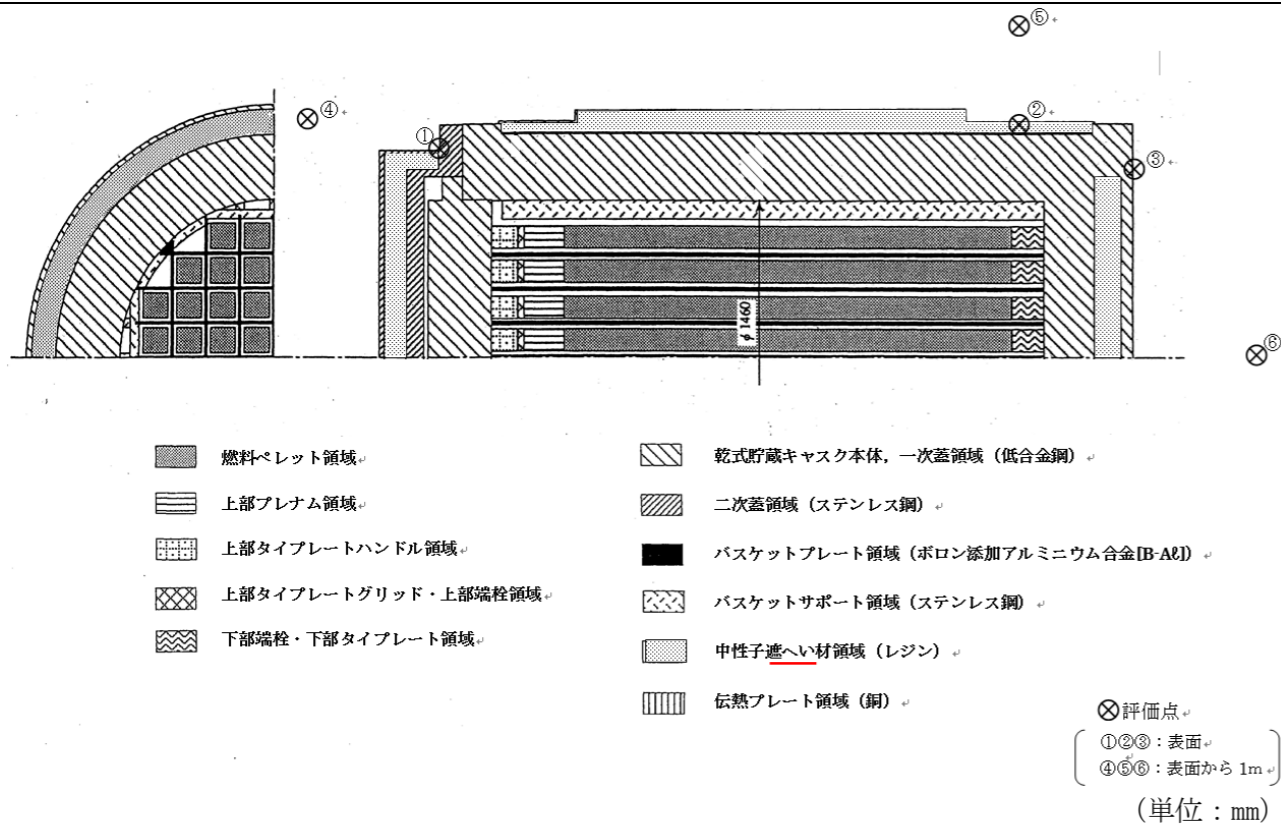 ⑤
④
①
②
③
φ1460
⑥
燃料ペレット領域
上部プレナム領域
上部タイプレートハンドル領域
上部タイプレートグリッド・上部端栓領域
下部端栓・下部タイプレート領域
乾式貯蔵キャスク本体，一次蓋領域（低合金鋼）
二次蓋領域（ステンレス鋼）
バスケットプレート領域（ボロン添加アルミニウム合金[B-Aℓ]）
バスケットサポート領域（ステンレス鋼）
中性子遮へい材領域（レジン）
伝熱プレート領域（銅）
評価点
①②③：表面
④⑤⑥：表面から 1m
（単位：mm）